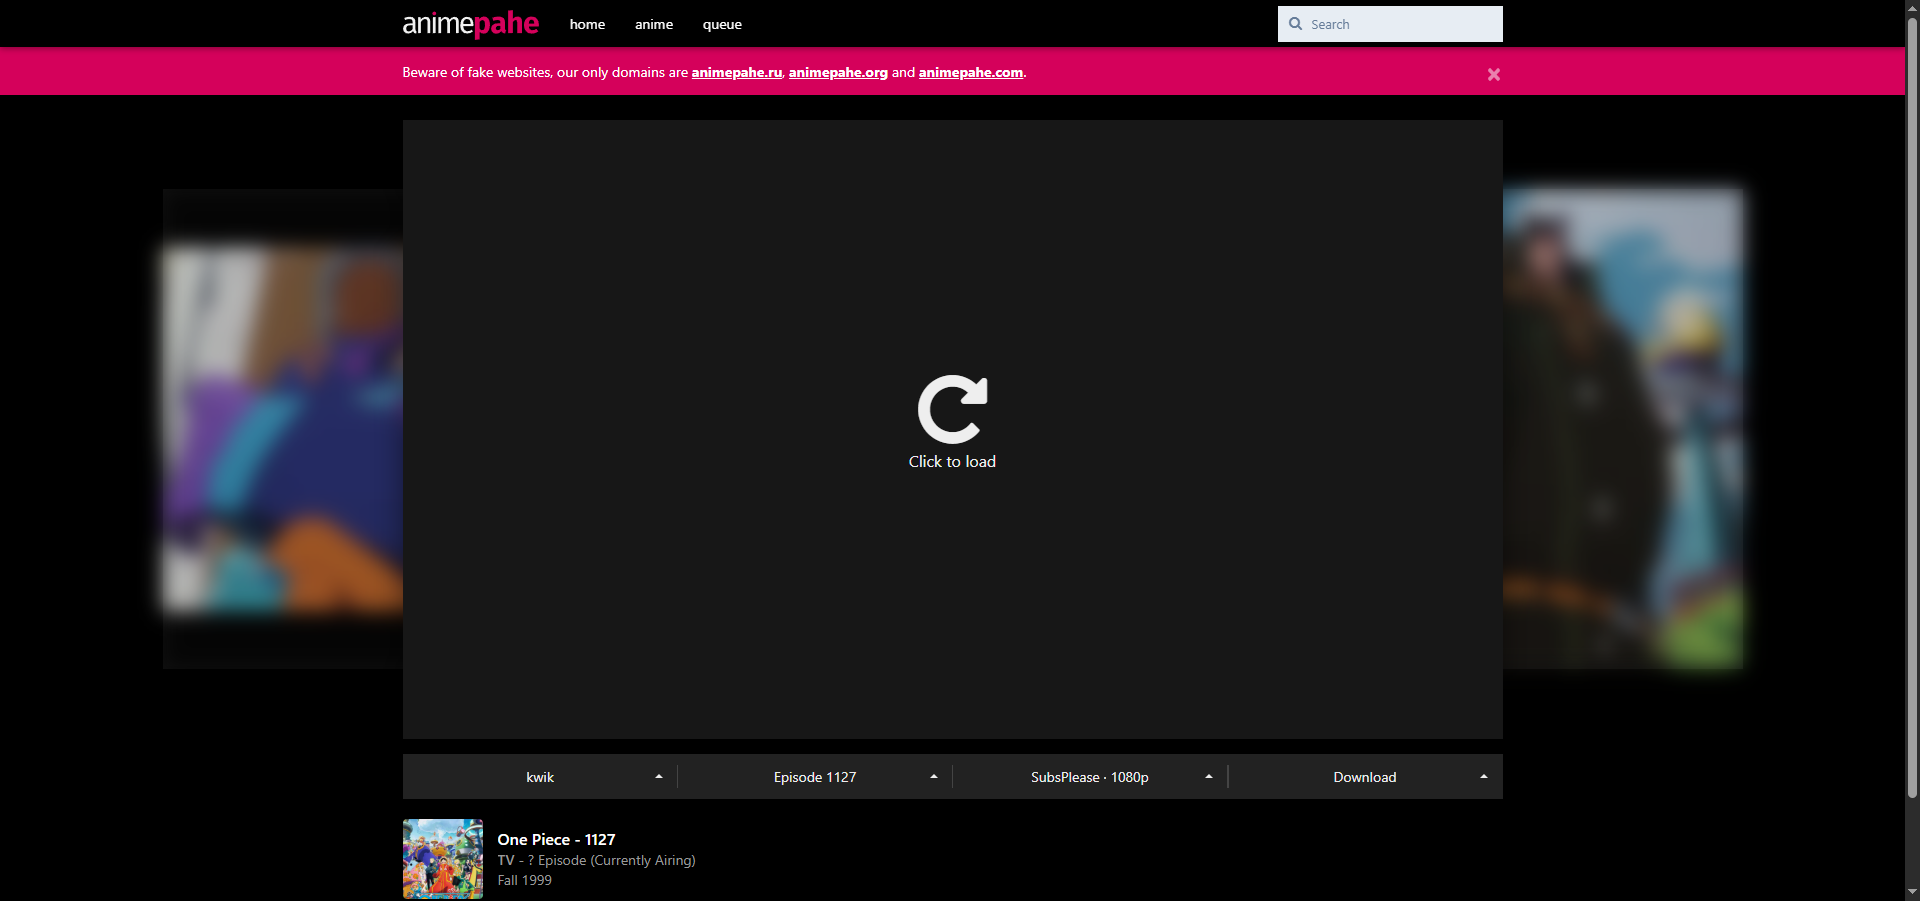 animepahe home anime queue Search
Beware of fake websites, our only domains are animepahe.ru, animepahe.org and animepahe.com.
Click to load
kwik Episode 1127 SubsPlease · 1080p Download
One Piece - 1127
TV - ? Episode (Currently Airing)
Fall 1999